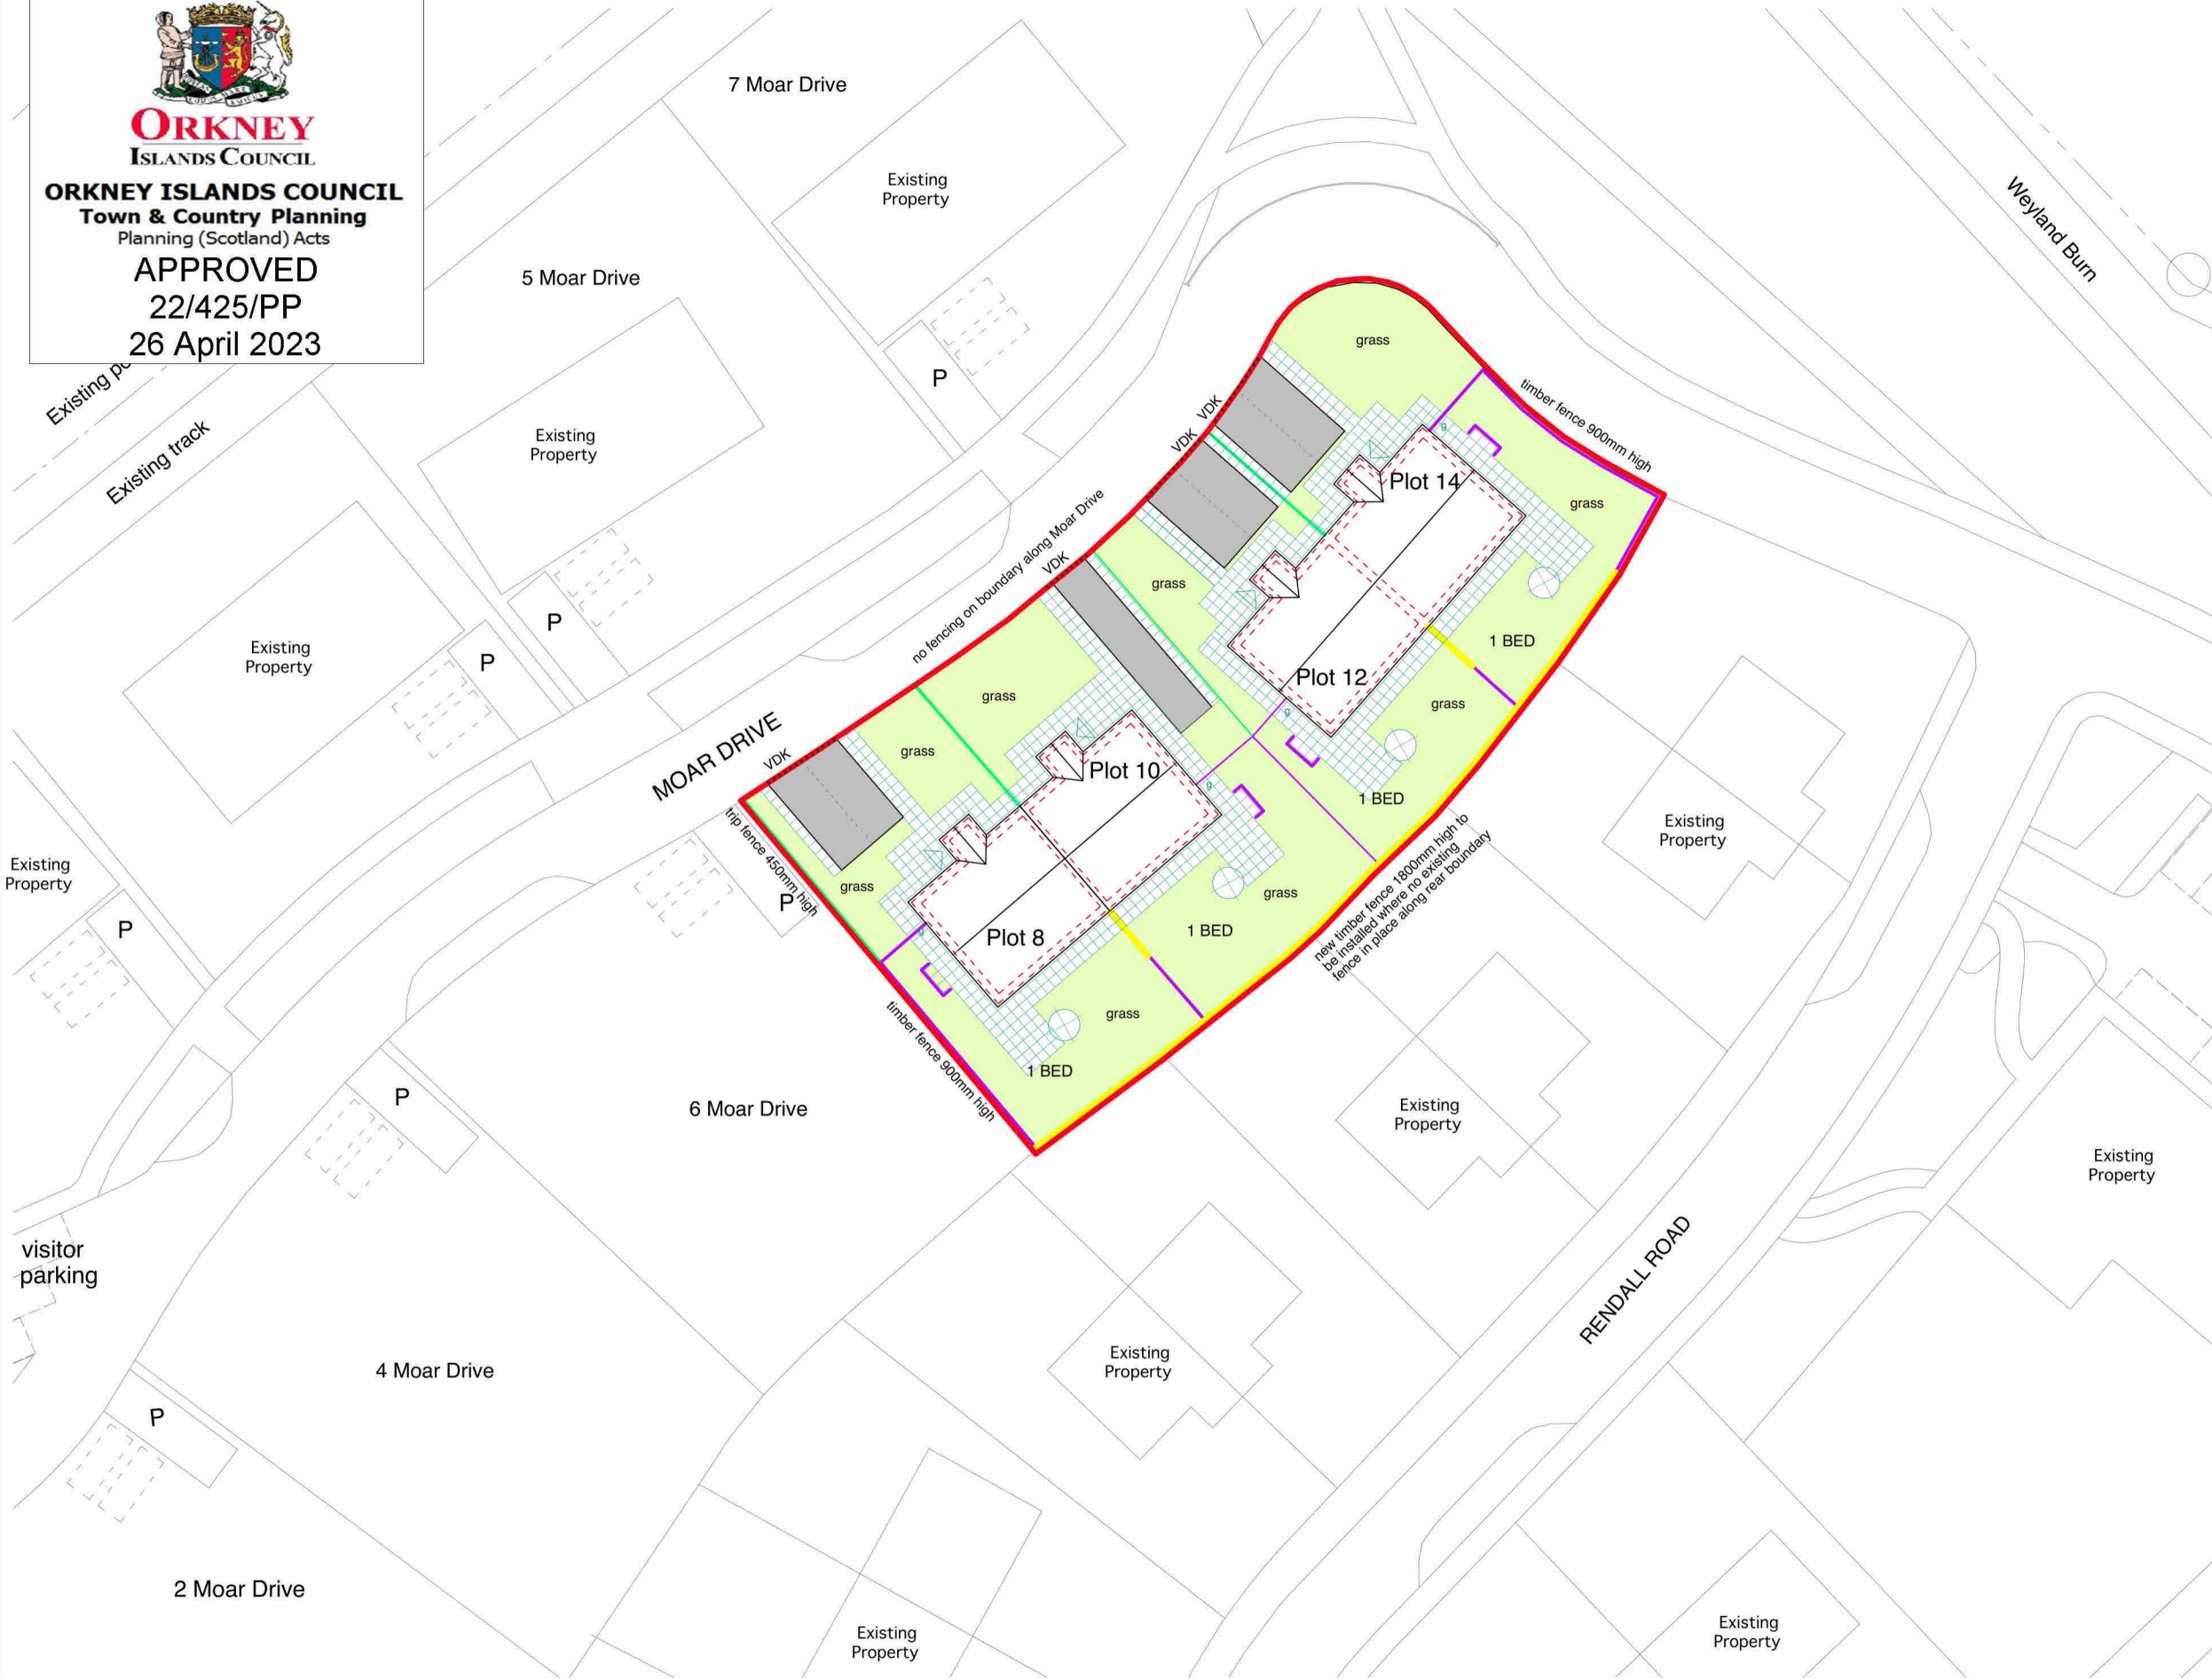 ORKNEY
ISLANDS COUNCIL
ORKNEY ISLANDS COUNCIL
Town & Country Planning
Planning (Scotland) Acts
APPROVED
22/425/PP
26 April 2023
Existing
Existing track
7 Moar Drive
Existing
Property
5 Moar Drive
Existing
Property
P
P
Existing
Property
P
Weyland Burn
grass
timber fence 900mm high
VDK
VDK
g
Plot 14
grass
no fencing on boundary along Moar Drive
VDK
grass
1 BED
Plot 12
grass
g
1 BED
grass
grass
MOAR DRIVE
VDK
Plot 10
g
trip fence 450mm high
grass
P
g
Plot 8
1 BED
grass
new timber fence 1800mm high to
be installed where no existing
fence in place along rear boundary
grass
1 BED
timber fence 900mm high
Existing
Property
P
Existing
Property
P
6 Moar Drive
Existing
Property
Existing
Property
visitor
parking
RENDALL ROAD
4 Moar Drive
Existing
Property
P
2 Moar Drive
Existing
Property
Existing
Property